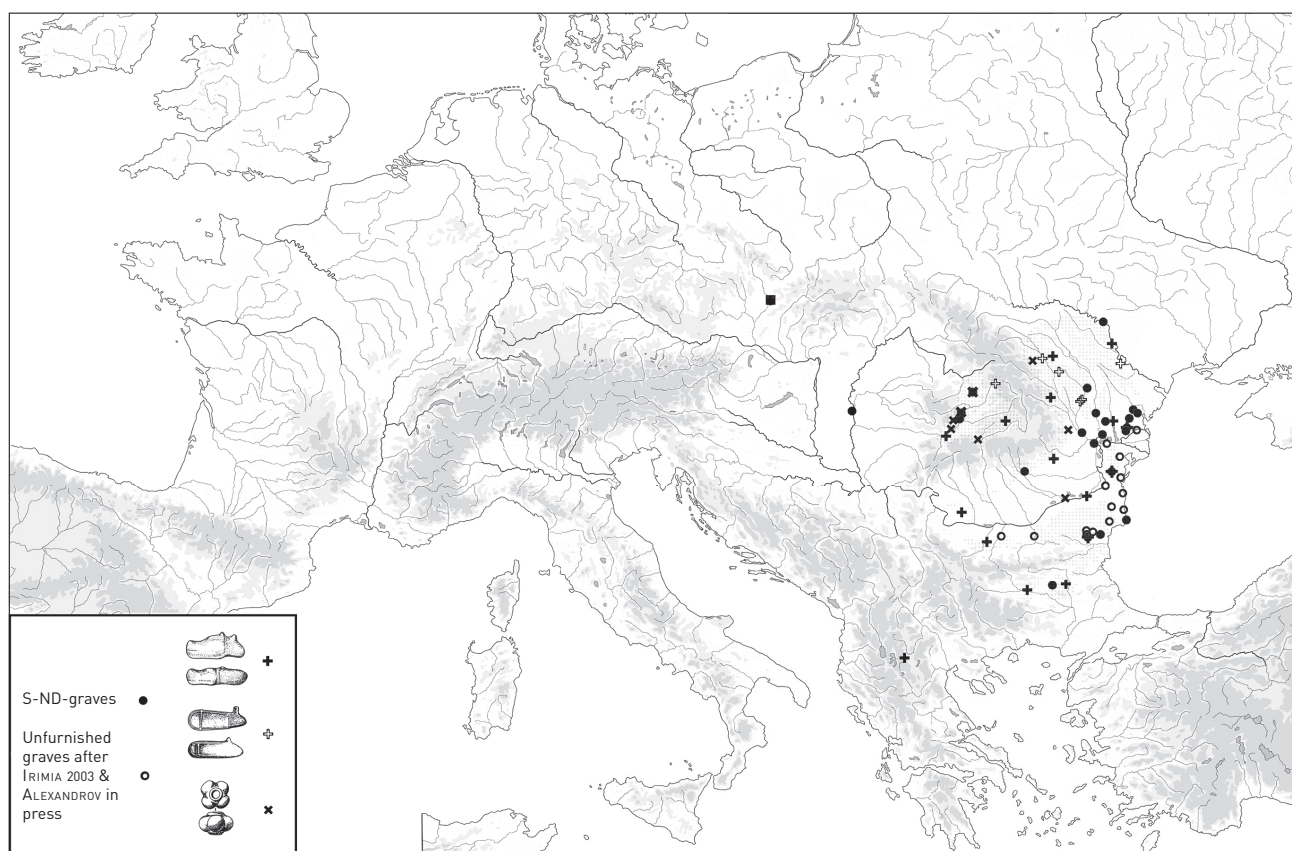 S-ND-graves
Unfurnished
graves after
IRIMIA 2003 &
ALEXANDROV in
press